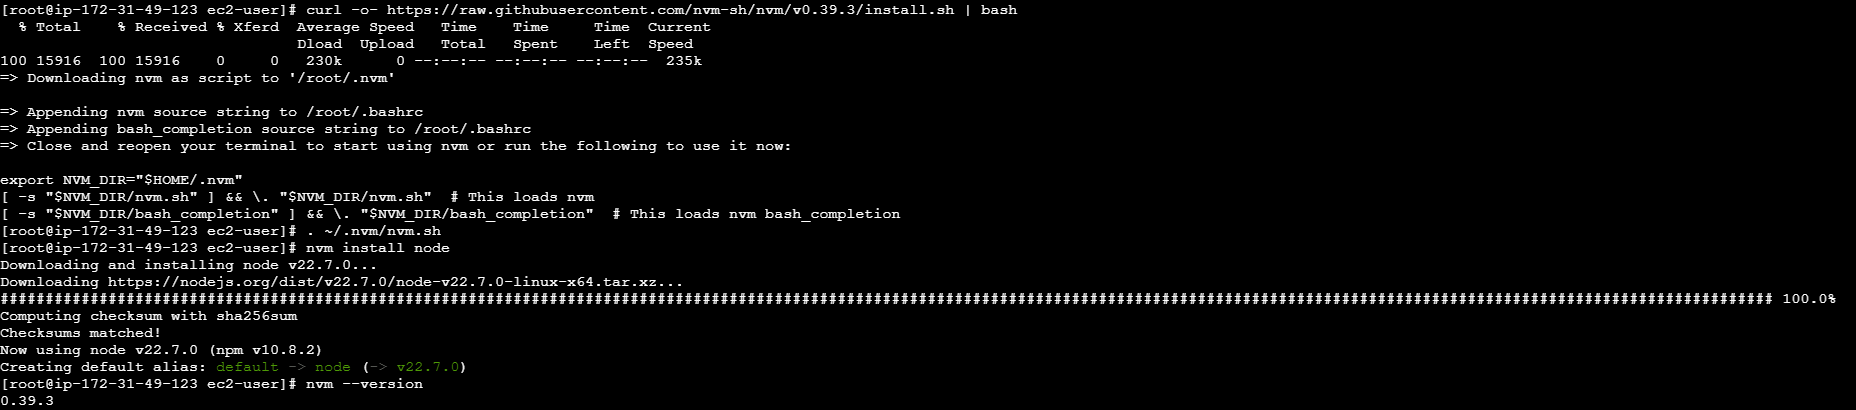 [root@ip-172-31-49-123 ec2-user]# curl -o- https://raw.githubusercontent.com/nvm-sh/nvm/v0.39.3/install.sh | bash
  % Total    % Received % Xferd  Average Speed   Time    Time     Time  Current
                                 Dload  Upload   Total   Spent    Left  Speed
100 15916  100 15916    0     0   230k      0 --:--:-- --:--:-- --:--:--  235k
=> Downloading nvm as script to '/root/.nvm'

=> Appending nvm source string to /root/.bashrc
=> Appending bash_completion source string to /root/.bashrc
=> Close and reopen your terminal to start using nvm or run the following to use it now:

export NVM_DIR="$HOME/.nvm"
[ -s "$NVM_DIR/nvm.sh" ] && \. "$NVM_DIR/nvm.sh"  # This loads nvm
[ -s "$NVM_DIR/bash_completion" ] && \. "$NVM_DIR/bash_completion"  # This loads nvm bash_completion
[root@ip-172-31-49-123 ec2-user]# . ~/.nvm/nvm.sh
[root@ip-172-31-49-123 ec2-user]# nvm install node
Downloading and installing node v22.7.0...
Downloading https://nodejs.org/dist/v22.7.0/node-v22.7.0-linux-x64.tar.xz...
##################################################################################################################################################################################################### 100.0%
Computing checksum with sha256sum
Checksums matched!
Now using node v22.7.0 (npm v10.8.2)
Creating default alias: default -> node (-> v22.7.0)
[root@ip-172-31-49-123 ec2-user]# nvm --version
0.39.3